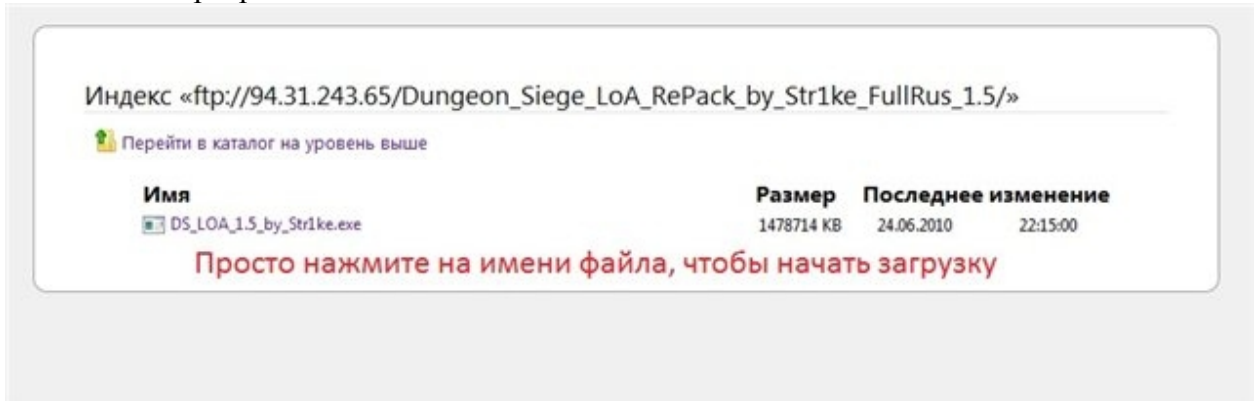 Индекс «ftp://94.31.243.65/Dungeon_Siege_LoA_RePack_by_Str1ke_FullRus_1.5/»
Перейти в каталог на уровень выше
Имя Размер Последнее изменение
DS_LOA_1.5_by_Str1ke.exe 1478714 KB 24.06.2010 22:15:00
Просто нажмите на имени файла, чтобы начать загрузку